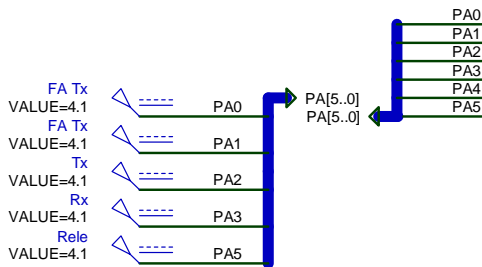 PA0
PA1
PA2
PA3
PA4
PA5
PA[5..0]
PA[5..0]
FA Tx
VALUE=4.1
PA0
FA Tx
VALUE=4.1
PA1
Tx
VALUE=4.1
PA2
Rx
VALUE=4.1
PA3
Rele
VALUE=4.1
PA5